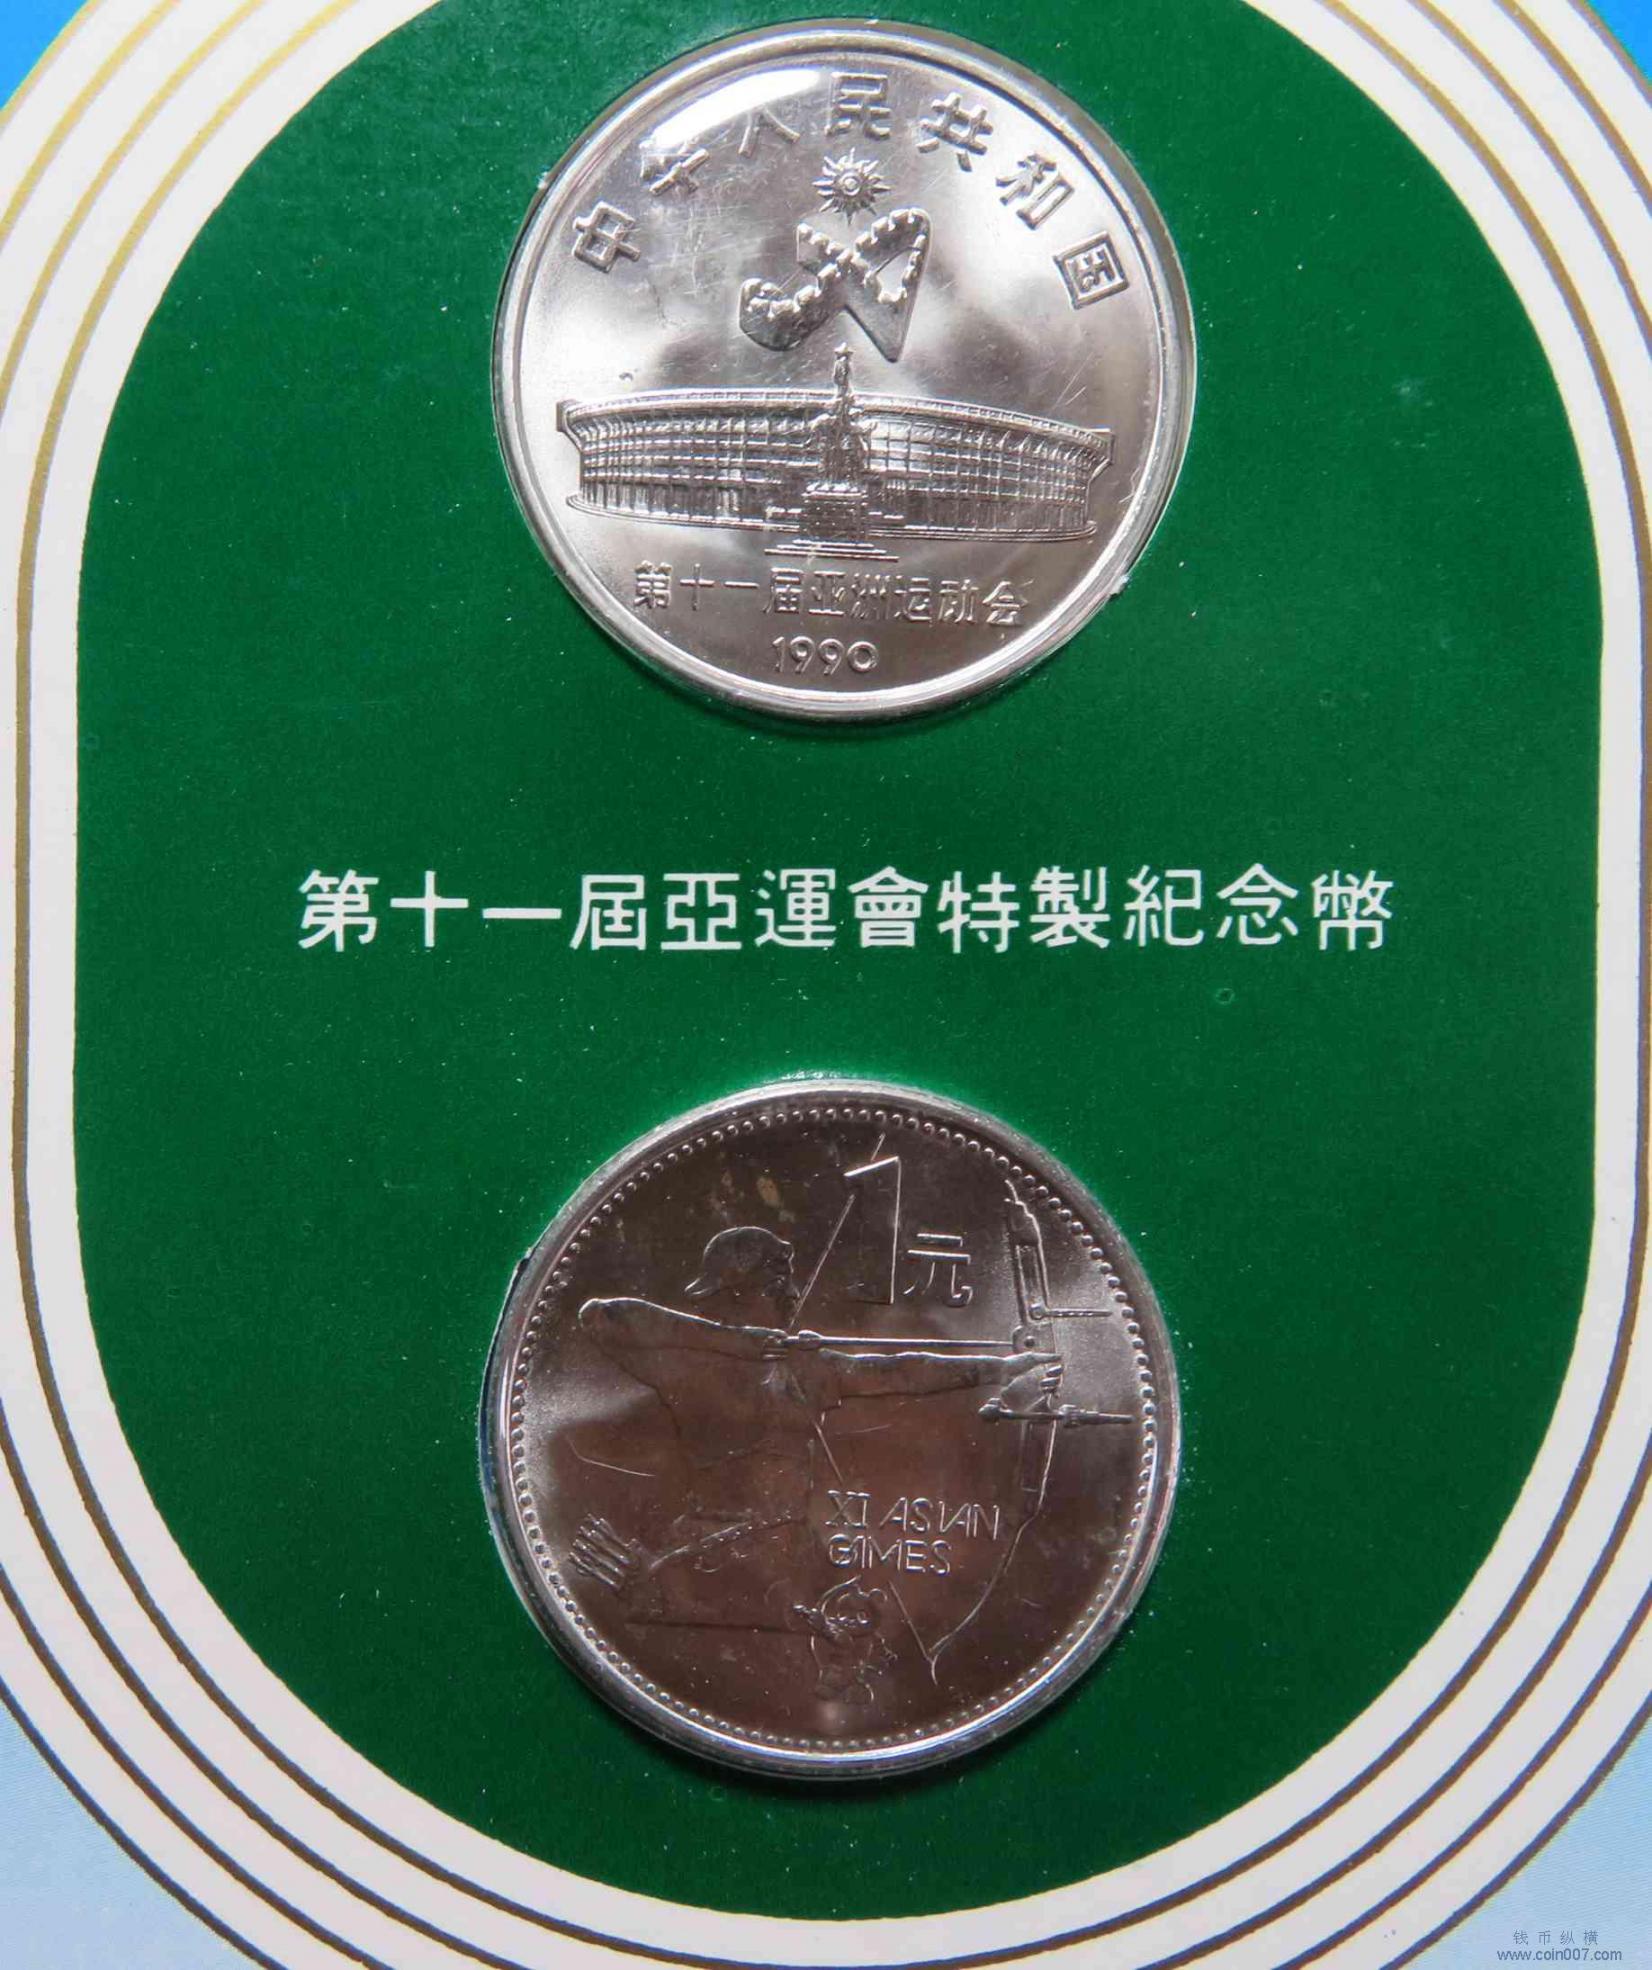 中华人民共和国
第十一届亚洲运动会
1990
第十一屆亞運會特製紀念幣
1元
XI ASIAN
GAMES
钱币纵横
www.coin007.com